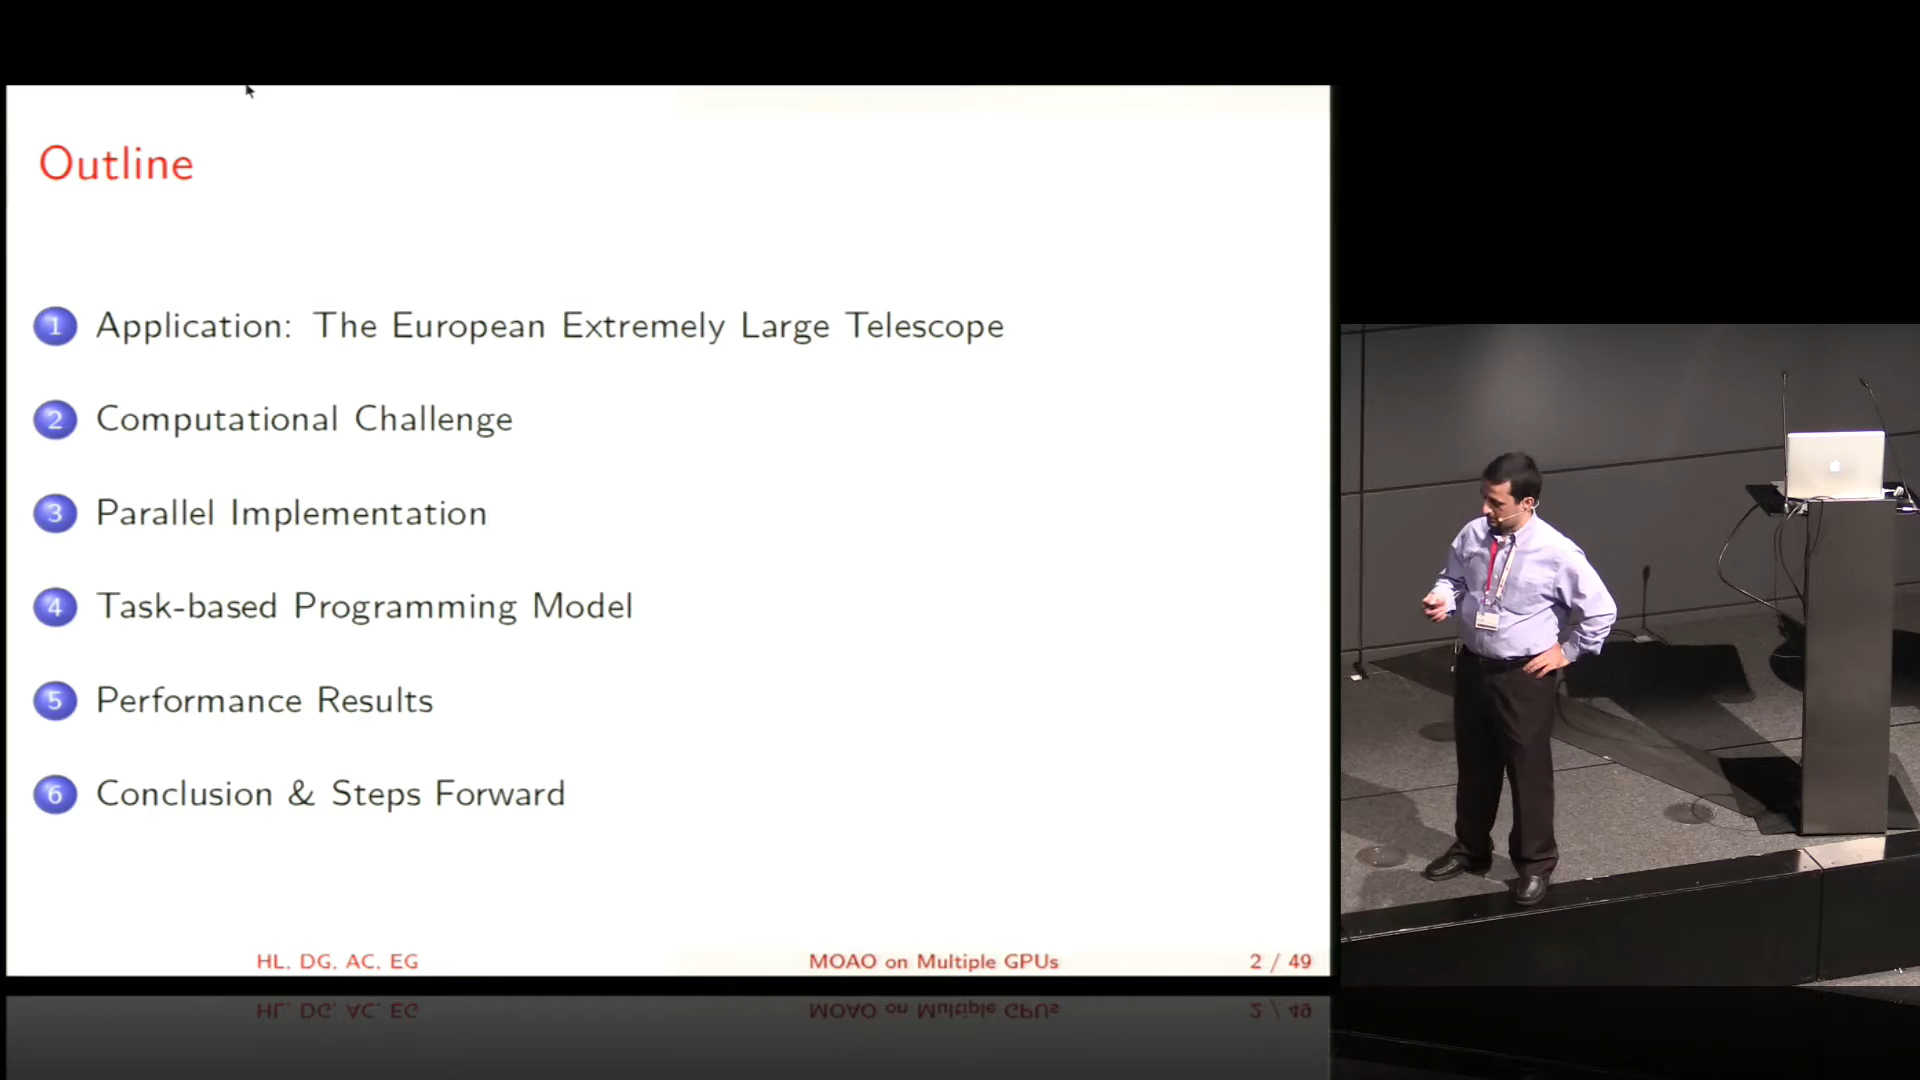 Outline
1 Application: The European Extremely Large Telescope
2 Computational Challenge
3 Parallel Implementation
4 Task-based Programming Model
5 Performance Results
6 Conclusion & Steps Forward
HL, DG, AC, EG MOAO on Multiple GPUs 2 / 49